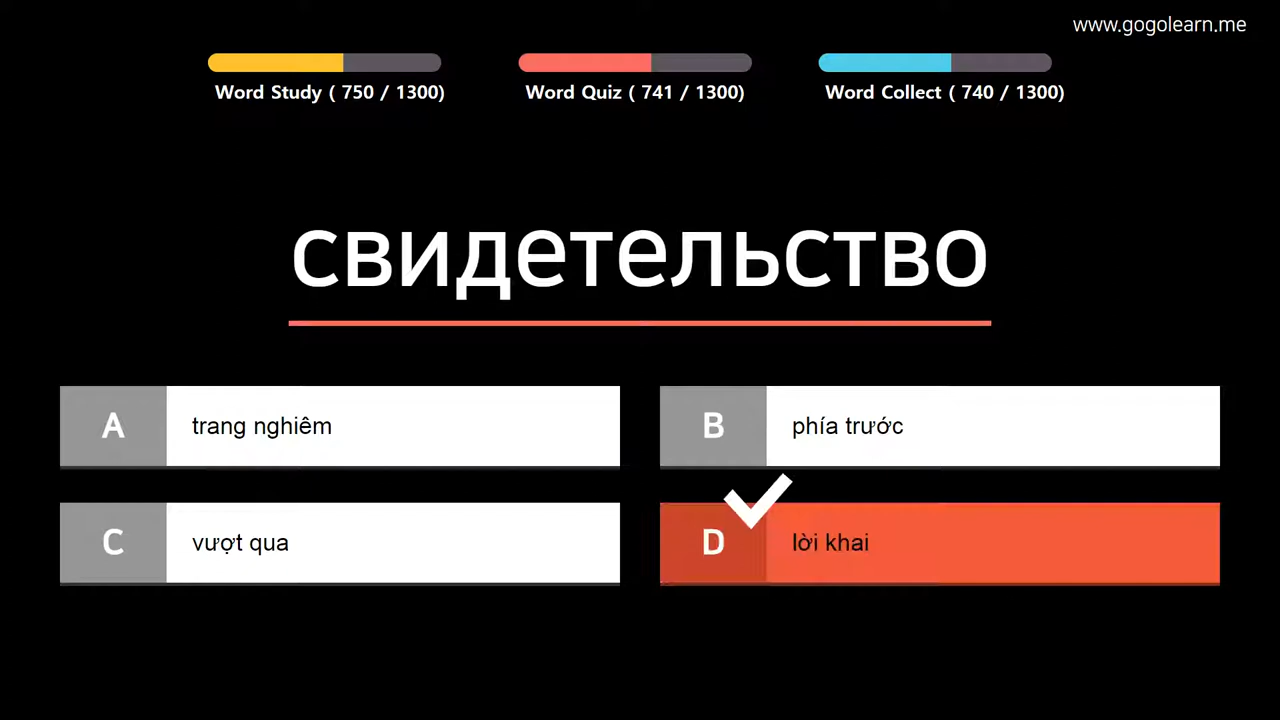 www.gogolearn.me
Word Study ( 750 / 1300)
Word Quiz ( 741 / 1300)
Word Collect ( 740 / 1300)
свидетельство
A trang nghiêm
B phía trước
C vượt qua
D lời khai